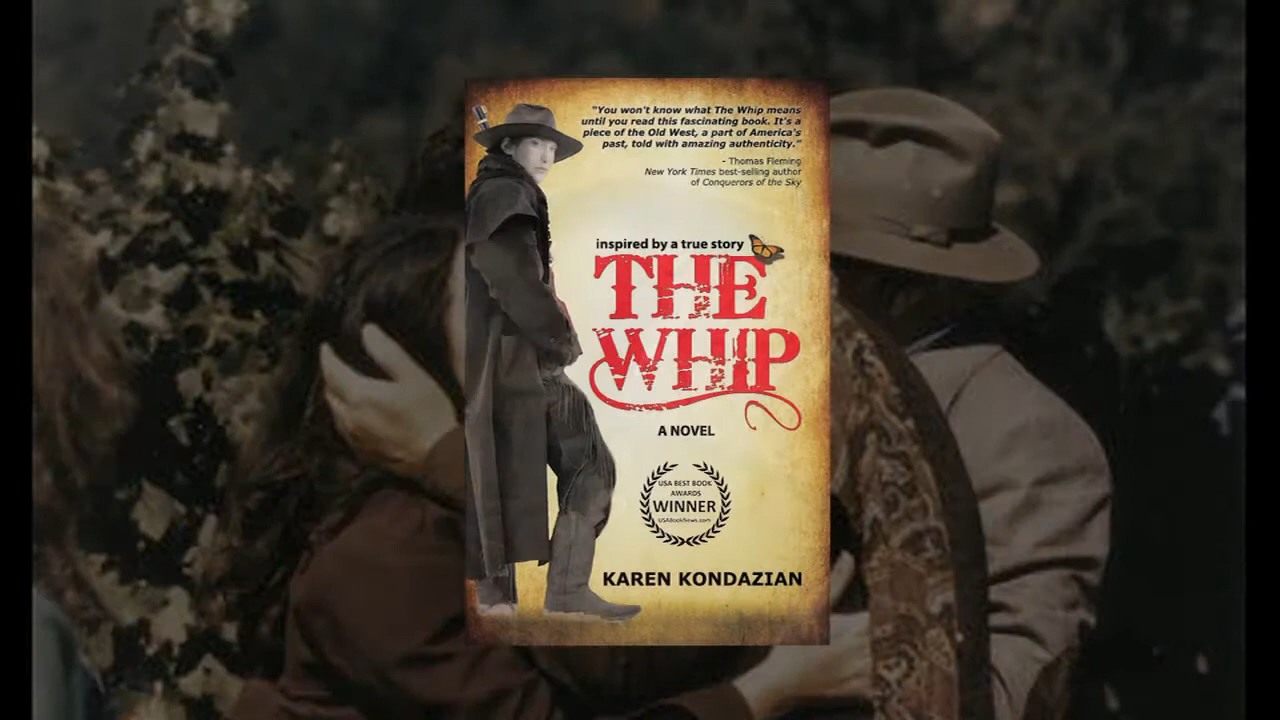 "You won't know what The Whip means
until you read this fascinating book. It's a
piece of the Old West, a part of America's
past, told with amazing authenticity."
- Thomas Fleming
New York Times best-selling author
of Conquerors of the Sky
inspired by a true story
THE
WHIP
A NOVEL
USA BEST BOOK
AWARDS
WINNER
USABookNews.com
KAREN KONDAZIAN